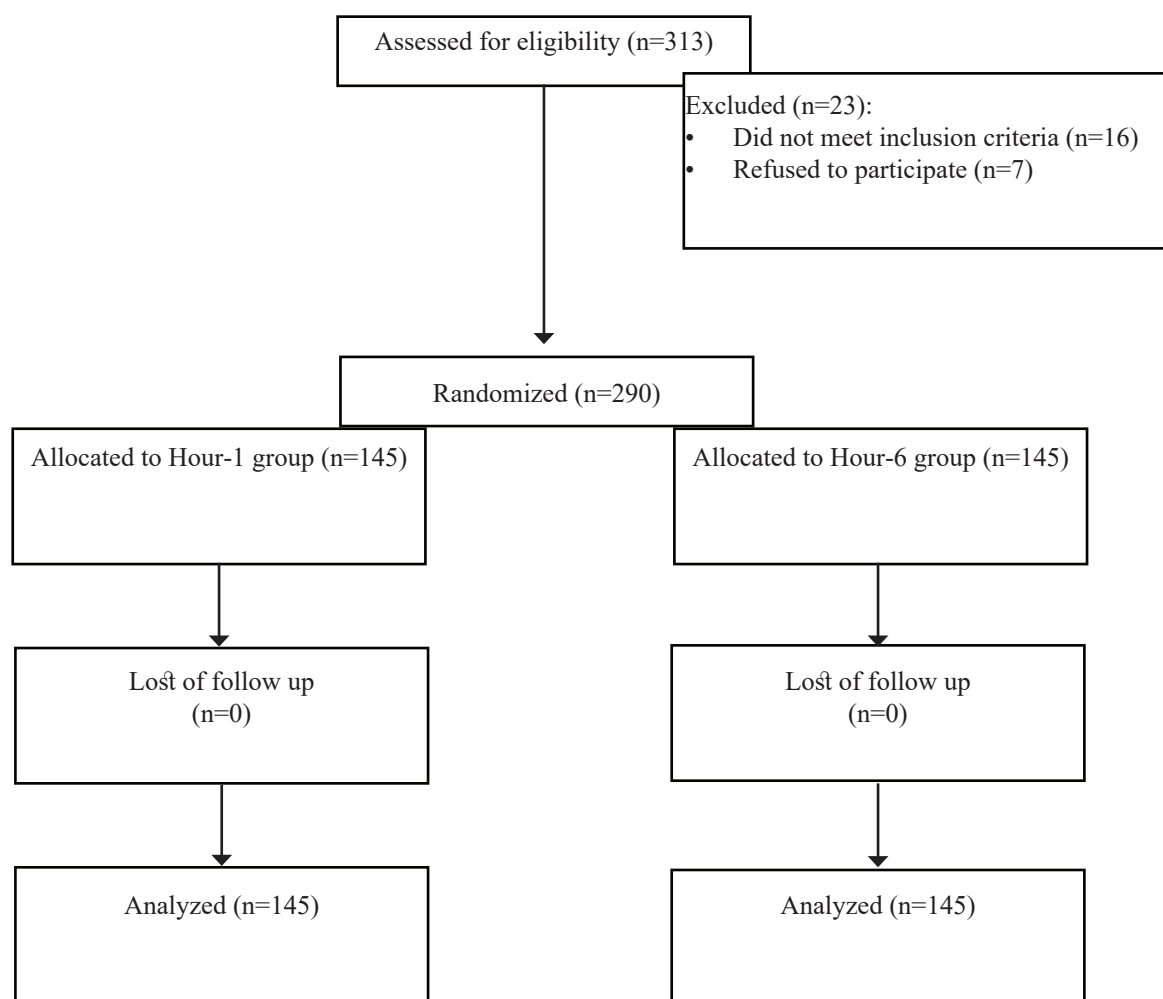 Assessed for eligibility (n=313)
Excluded (n=23):
• Did not meet inclusion criteria (n=16)
• Refused to participate (n=7)
Randomized (n=290)
Allocated to Hour-1 group (n=145)
Allocated to Hour-6 group (n=145)
Lost of follow up
(n=0)
Lost of follow up
(n=0)
Analyzed (n=145)
Analyzed (n=145)